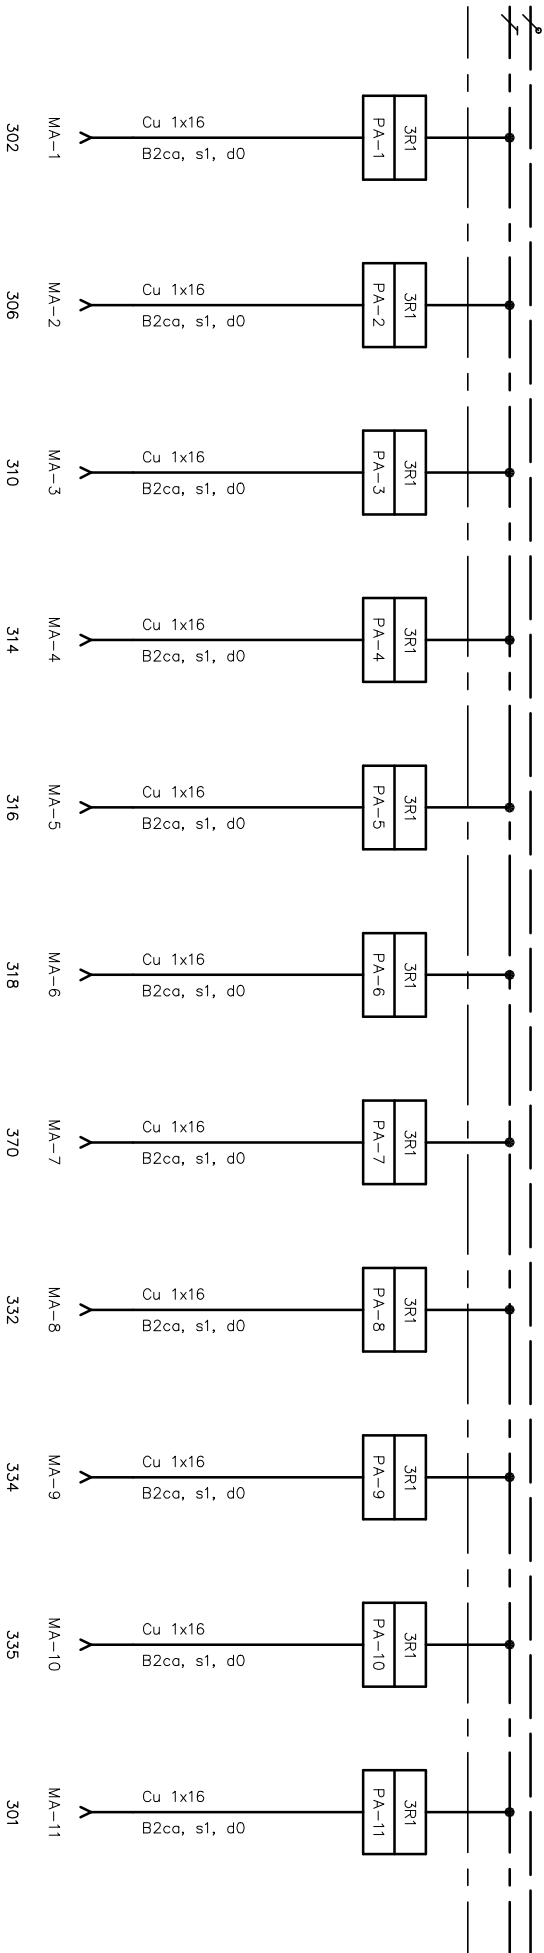 Cu 1x16
B2ca, s1, d0
3R1
PA-1
MA-1
302
Cu 1x16
B2ca, s1, d0
3R1
PA-2
MA-2
306
Cu 1x16
B2ca, s1, d0
3R1
PA-3
MA-3
310
Cu 1x16
B2ca, s1, d0
3R1
PA-4
MA-4
314
Cu 1x16
B2ca, s1, d0
3R1
PA-5
MA-5
316
Cu 1x16
B2ca, s1, d0
3R1
PA-6
MA-6
318
Cu 1x16
B2ca, s1, d0
3R1
PA-7
MA-7
370
Cu 1x16
B2ca, s1, d0
3R1
PA-8
MA-8
332
Cu 1x16
B2ca, s1, d0
3R1
PA-9
MA-9
334
Cu 1x16
B2ca, s1, d0
3R1
PA-10
MA-10
335
Cu 1x16
B2ca, s1, d0
3R1
PA-11
MA-11
301